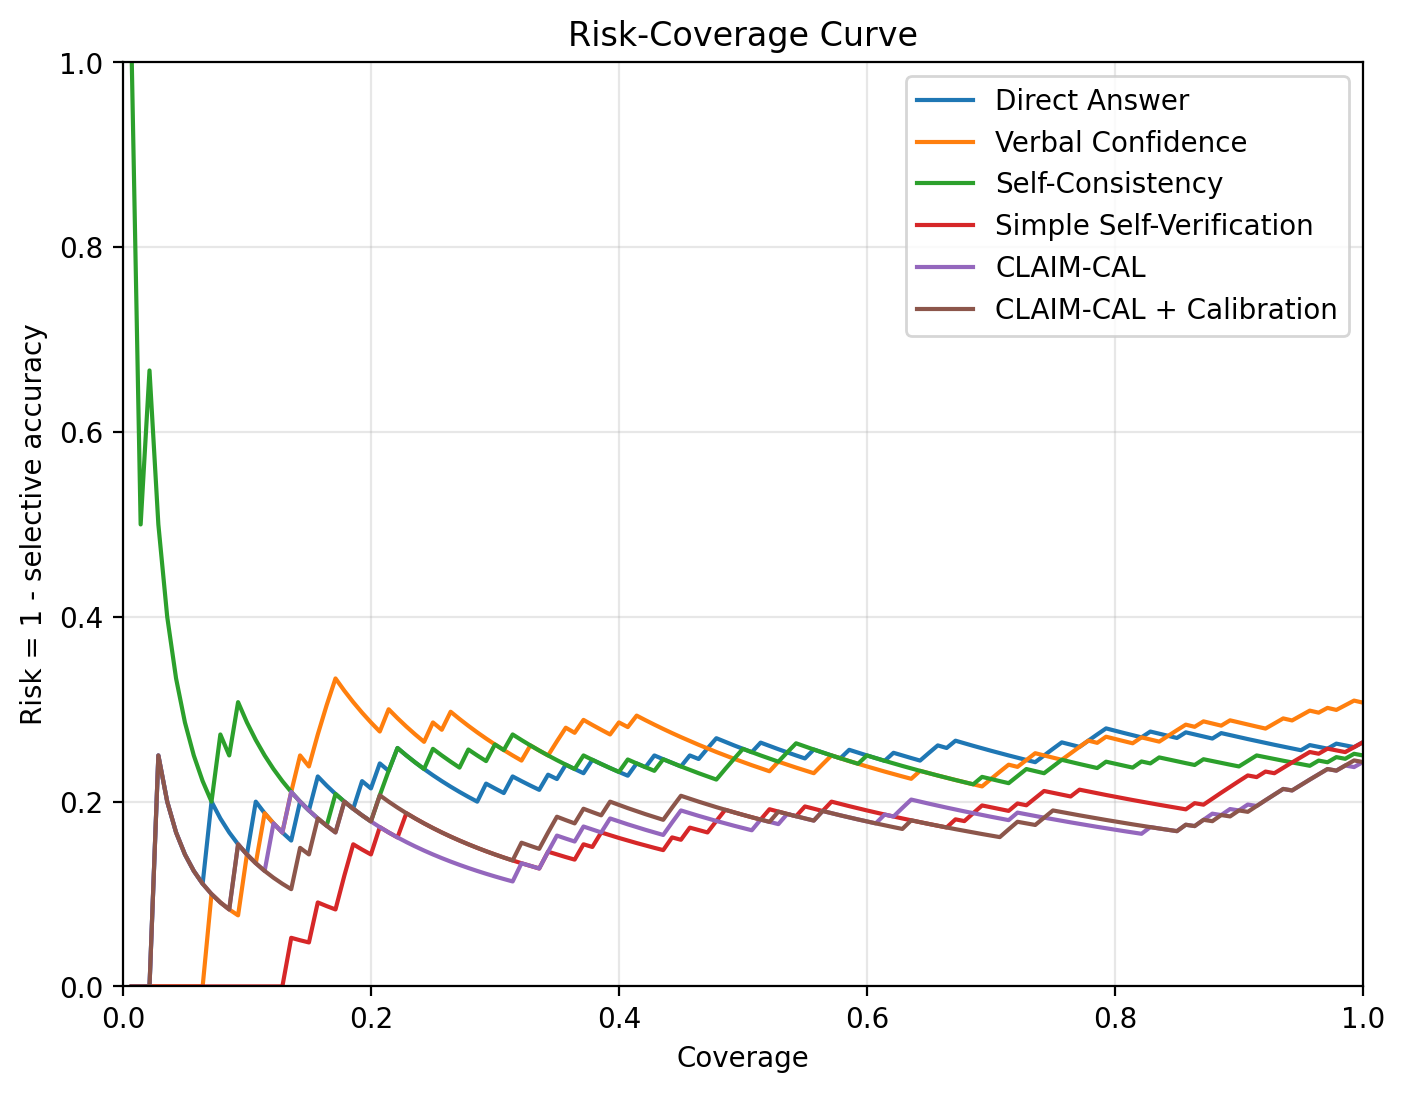 Risk-Coverage Curve
1.0
0.8
0.6
0.4
0.2
0.0
Risk = 1 - selective accuracy
Direct Answer
Verbal Confidence
Self-Consistency
Simple Self-Verification
CLAIM-CAL
CLAIM-CAL + Calibration
0.0 0.2 0.4 0.6 0.8 1.0
Coverage